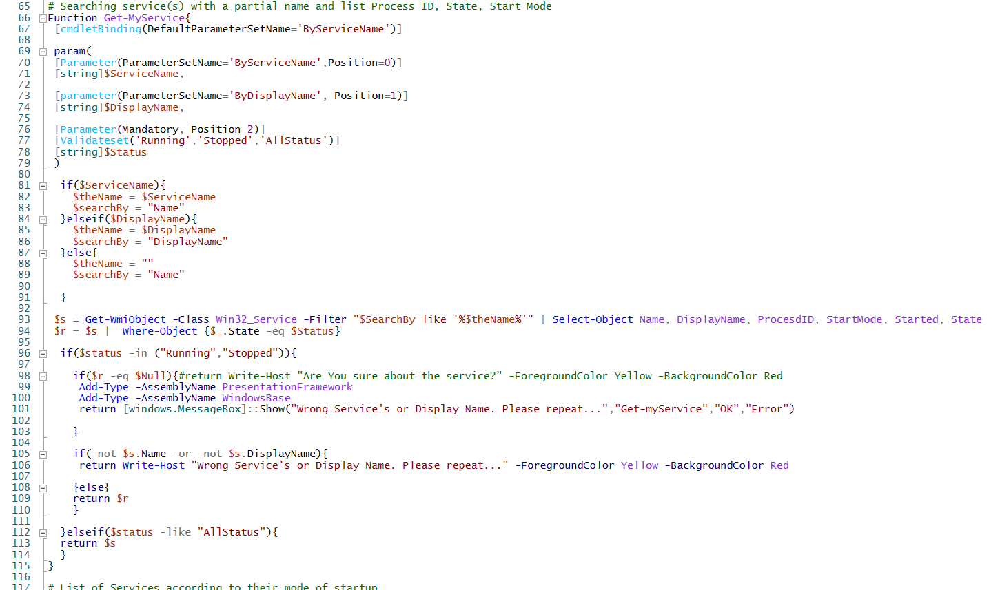 65 # Searching service(s) with a partial name and list Process ID, State, Start Mode
66 Function Get-MyService{
67 [cmdletBinding(DefaultParameterSetName='ByServiceName')]
68
69 param(
70 [Parameter(ParameterSetName='ByServiceName',Position=0)]
71 [string]$ServiceName,
72
73 [parameter(ParameterSetName='ByDisplayName', Position=1)]
74 [string]$DisplayName,
75
76 [Parameter(Mandatory, Position=2)]
77 [Validateset('Running','Stopped','AllStatus')]
78 [string]$Status
79 )
80
81 if($ServiceName){
82 $theName = $ServiceName
83 $searchBy = "Name"
84 }elseif($DisplayName){
85 $theName = $DisplayName
86 $searchBy = "DisplayName"
87 }else{
88 $theName = ""
89 $searchBy = "Name"
90
91 }
92
93 $s = Get-WmiObject -Class Win32_Service -Filter "$SearchBy like '%$theName%'" | Select-Object Name, DisplayName, ProcesdID, StartMode, Started, State
94 $r = $s | Where-Object {$_.State -eq $Status}
95
96 if($status -in ("Running","Stopped")){
97
98 if($r -eq $Null){#return Write-Host "Are You sure about the service?" -ForegroundColor Yellow -BackgroundColor Red
99 Add-Type -AssemblyName PresentationFramework
100 Add-Type -AssemblyName WindowsBase
101 return [windows.MessageBox]::Show("Wrong Service's or Display Name. Please repeat...","Get-myService","OK","Error")
102
103 }
104
105 if(-not $s.Name -or -not $s.DisplayName){
106 return Write-Host "Wrong Service's or Display Name. Please repeat..." -ForegroundColor Yellow -BackgroundColor Red
107
108 }else{
109 return $r
110 }
111
112 }elseif($status -like "AllStatus"){
113 return $s
114 }
115 }
116
117 # List of Services according to their mode of startup